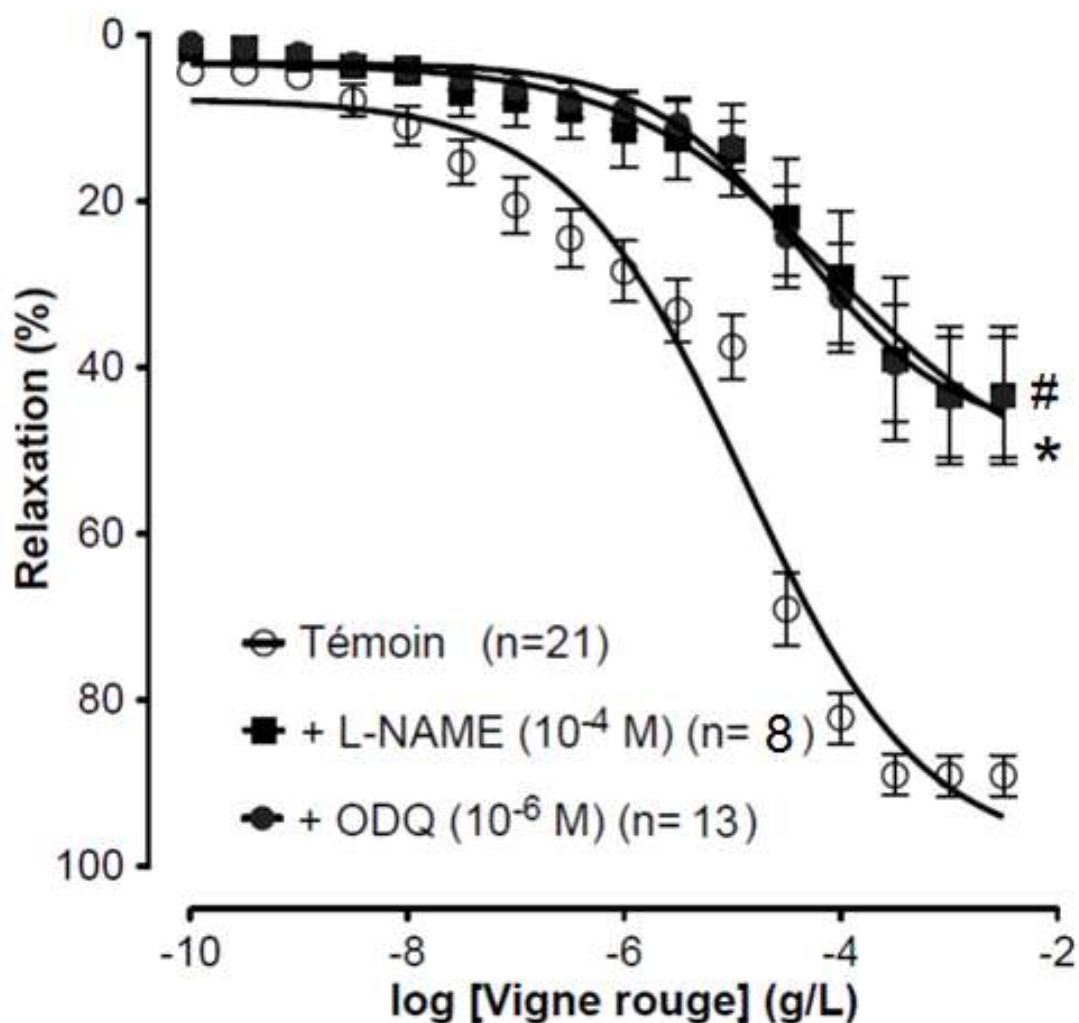 0
20
40
60
80
100
Relaxation (%)
#
*
Témoin (n=21)
+ L-NAME (10⁻⁴ M) (n= 8)
+ ODQ (10⁻⁶ M) (n= 13)
-10 -8 -6 -4 -2
log [Vigne rouge] (g/L)